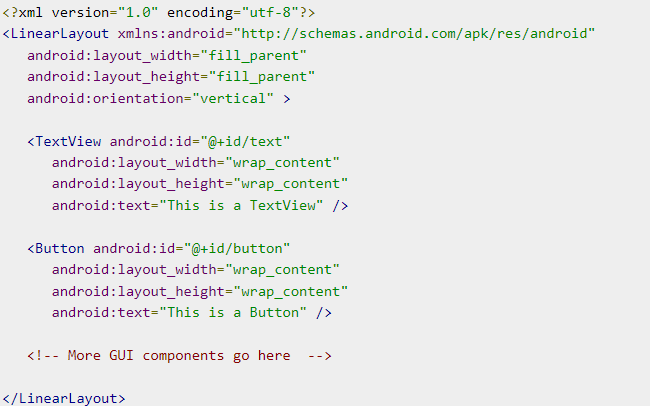 <?xml version="1.0" encoding="utf-8"?>
<LinearLayout xmlns:android="http://schemas.android.com/apk/res/android"
   android:layout_width="fill_parent"
   android:layout_height="fill_parent"
   android:orientation="vertical" >

   <TextView android:id="@+id/text"
      android:layout_width="wrap_content"
      android:layout_height="wrap_content"
      android:text="This is a TextView" />

   <Button android:id="@+id/button"
      android:layout_width="wrap_content"
      android:layout_height="wrap_content"
      android:text="This is a Button" />

   <!-- More GUI components go here  -->

</LinearLayout>